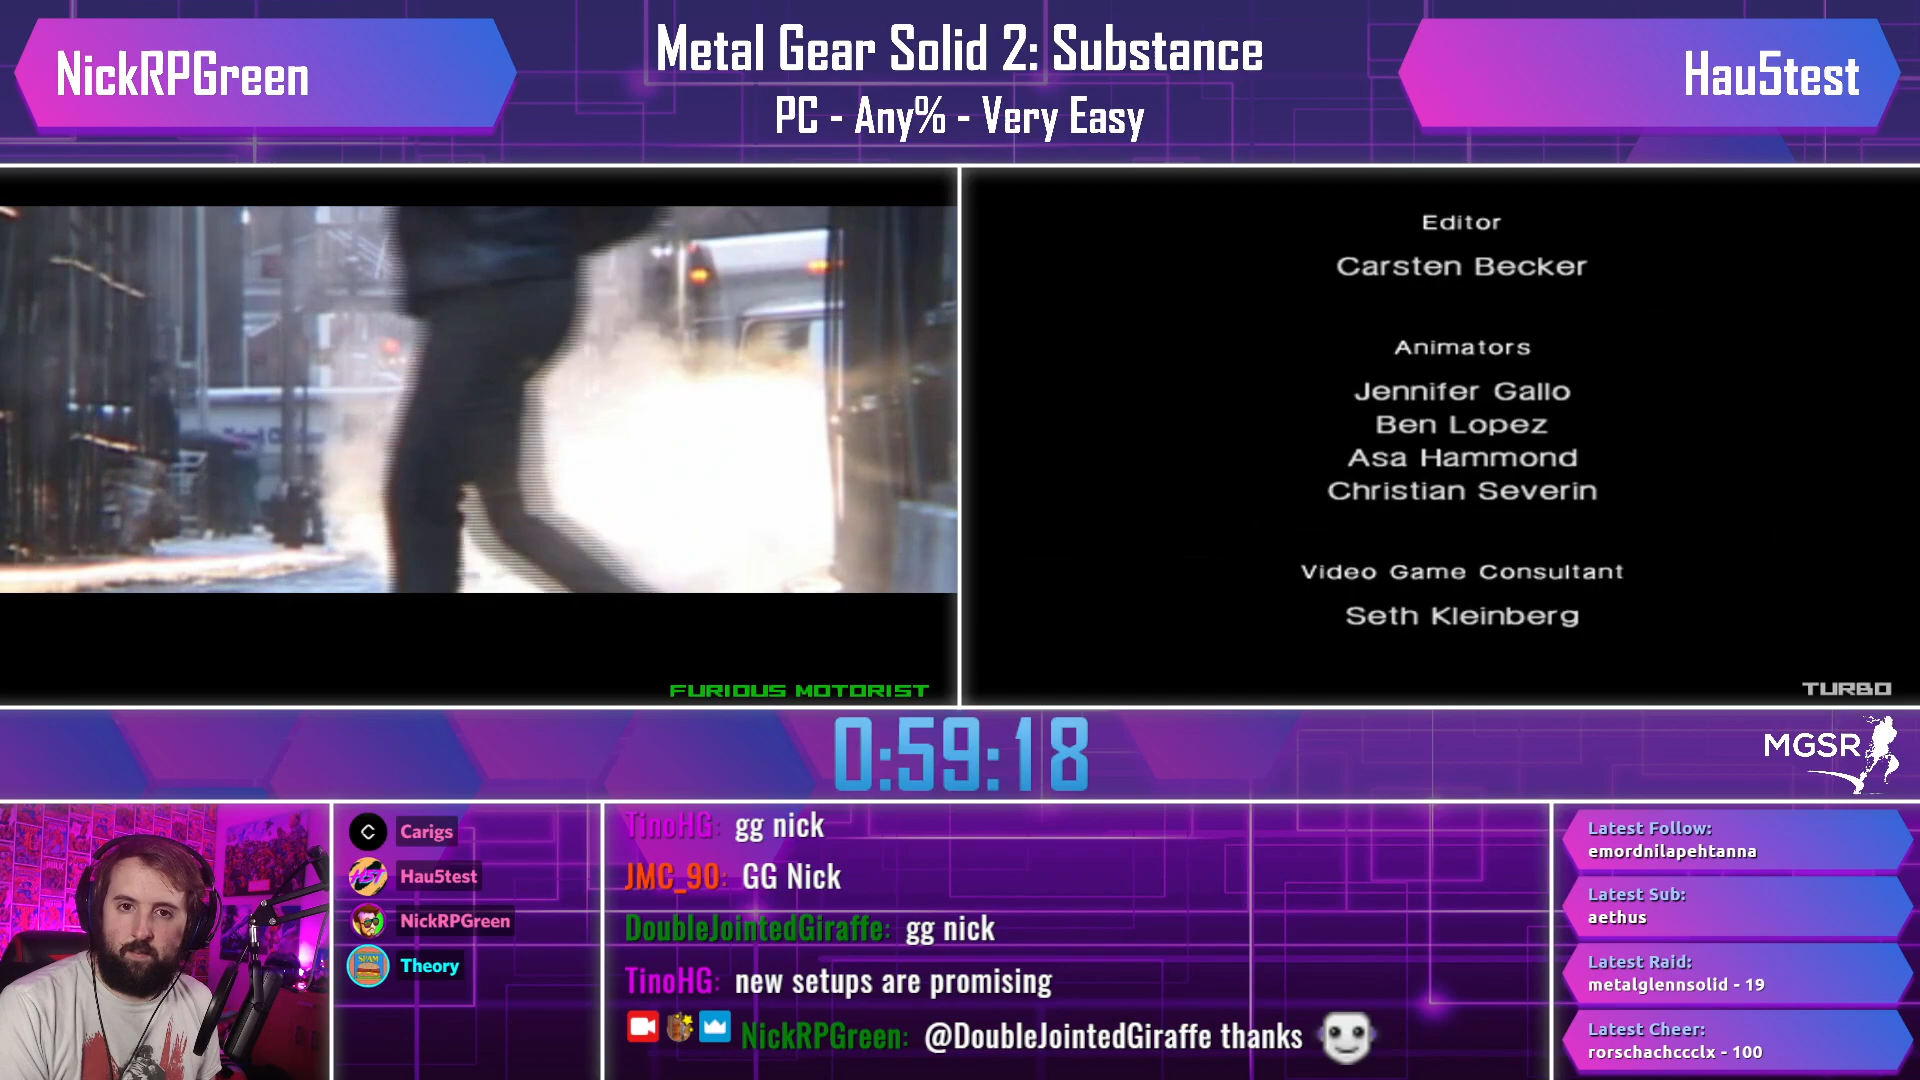 NickRPGreen
Metal Gear Solid 2: Substance
PC - Any% - Very Easy
Hau5test
Editor
Carsten Becker
Animators
Jennifer Gallo
Ben Lopez
Asa Hammond
Christian Severin
Video Game Consultant
Seth Kleinberg
FURIOUS MOTORIST
TURBO
0:59:18
MGSR
Carigs
Hau5test
NickRPGreen
Theory
TinoHG: gg nick
JMC_90: GG Nick
DoubleJointedGiraffe: gg nick
TinoHG: new setups are promising
NickRPGreen: @DoubleJointedGiraffe thanks
Latest Follow:
emordnilapehtanna
Latest Sub:
aethus
Latest Raid:
metalglennsolid - 19
Latest Cheer:
rorschachccclx - 100